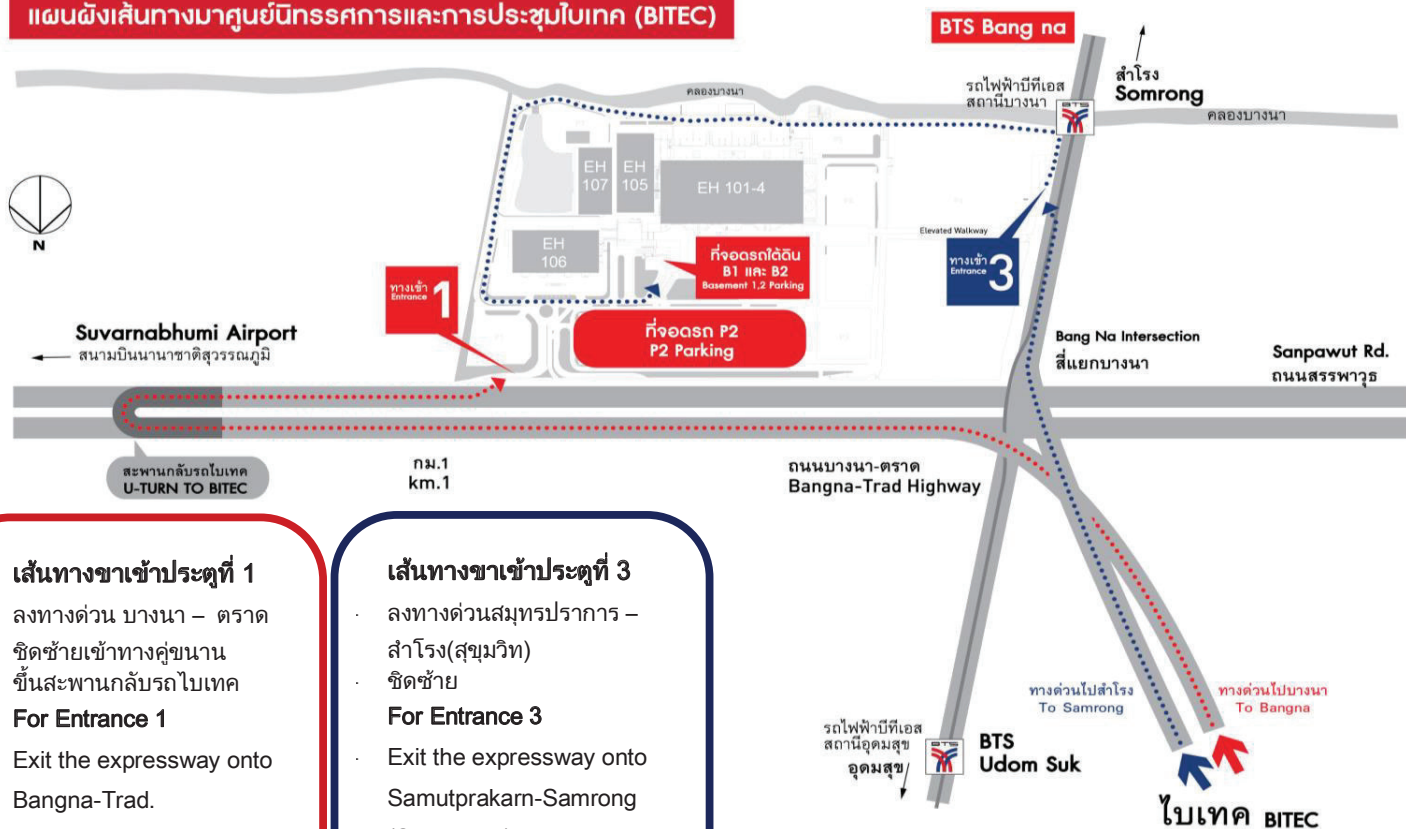 แผนผังเส้นทางมาศูนย์นิทรรศการและการประชุมไบเทค (BITEC)
BTS Bang na
สำโรง
Somrong
รถไฟฟ้าบีทีเอส
สถานีบางนา
BTS
คลองบางนา
คลองบางนา
EH
107
EH
105
EH 101-4
N
Elevated Walkway
EH
106
ที่จอดรถใต้ดิน
B1 และ B2
Basement 1,2 Parking
ทางเข้า
Entrance
3
ทางเข้า
Entrance
1
ที่จอดรถ P2
P2 Parking
Suvarnabhumi Airport
สนามบินนานาชาติสุวรรณภูมิ
Bang Na Intersection
สี่แยกบางนา
Sanpawut Rd.
ถนนสรรพาวุธ
สะพานกลับรถไบเทค
U-TURN TO BITEC
กม.1
km.1
ถนนบางนา-ตราด
Bangna-Trad Highway
เส้นทางขาเข้าประตูที่ 1
ลงทางด่วน บางนา – ตราด
ชิดซ้ายเข้าทางคู่ขนาน
ขึ้นสะพานกลับรถไบเทค
For Entrance 1
Exit the expressway onto
Bangna-Trad.
เส้นทางขาเข้าประตูที่ 3
· ลงทางด่วนสมุทรปราการ –
สำโรง(สุขุมวิท)
· ชิดซ้าย
For Entrance 3
· Exit the expressway onto
Samutprakarn-Samrong
ทางด่วนไปสำโรง
To Samrong
ทางด่วนไปบางนา
To Bangna
รถไฟฟ้าบีทีเอส
สถานีอุดมสุข
อุดมสุข
BTS
BTS
Udom Suk
ไบเทค BITEC